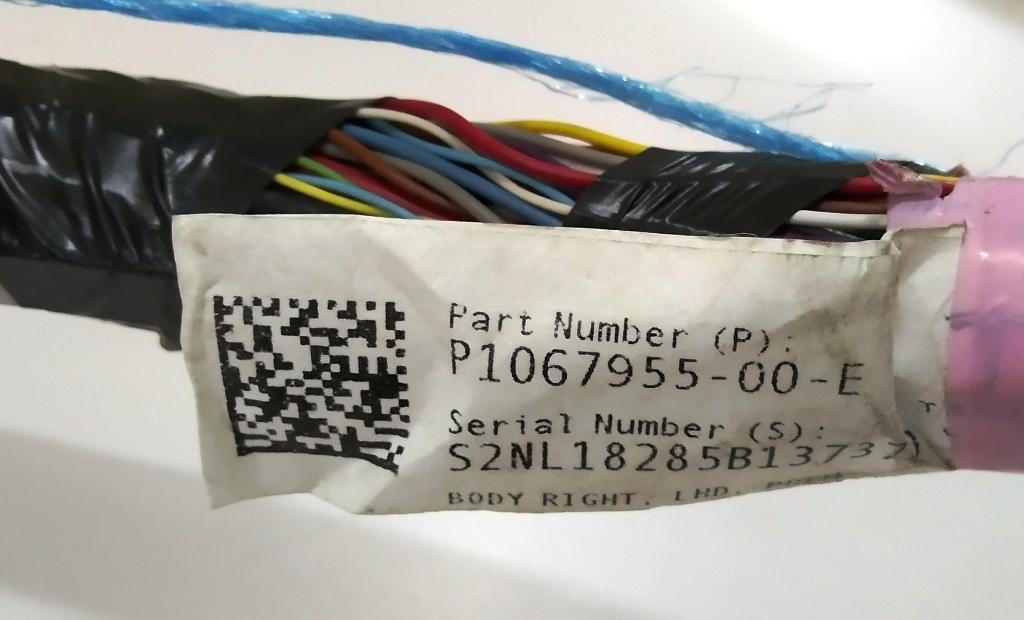 Part Number (P):
P1067955-00-E
Serial Number (S):
S2NL18285B13737)
BODY RIGHT, LHD,